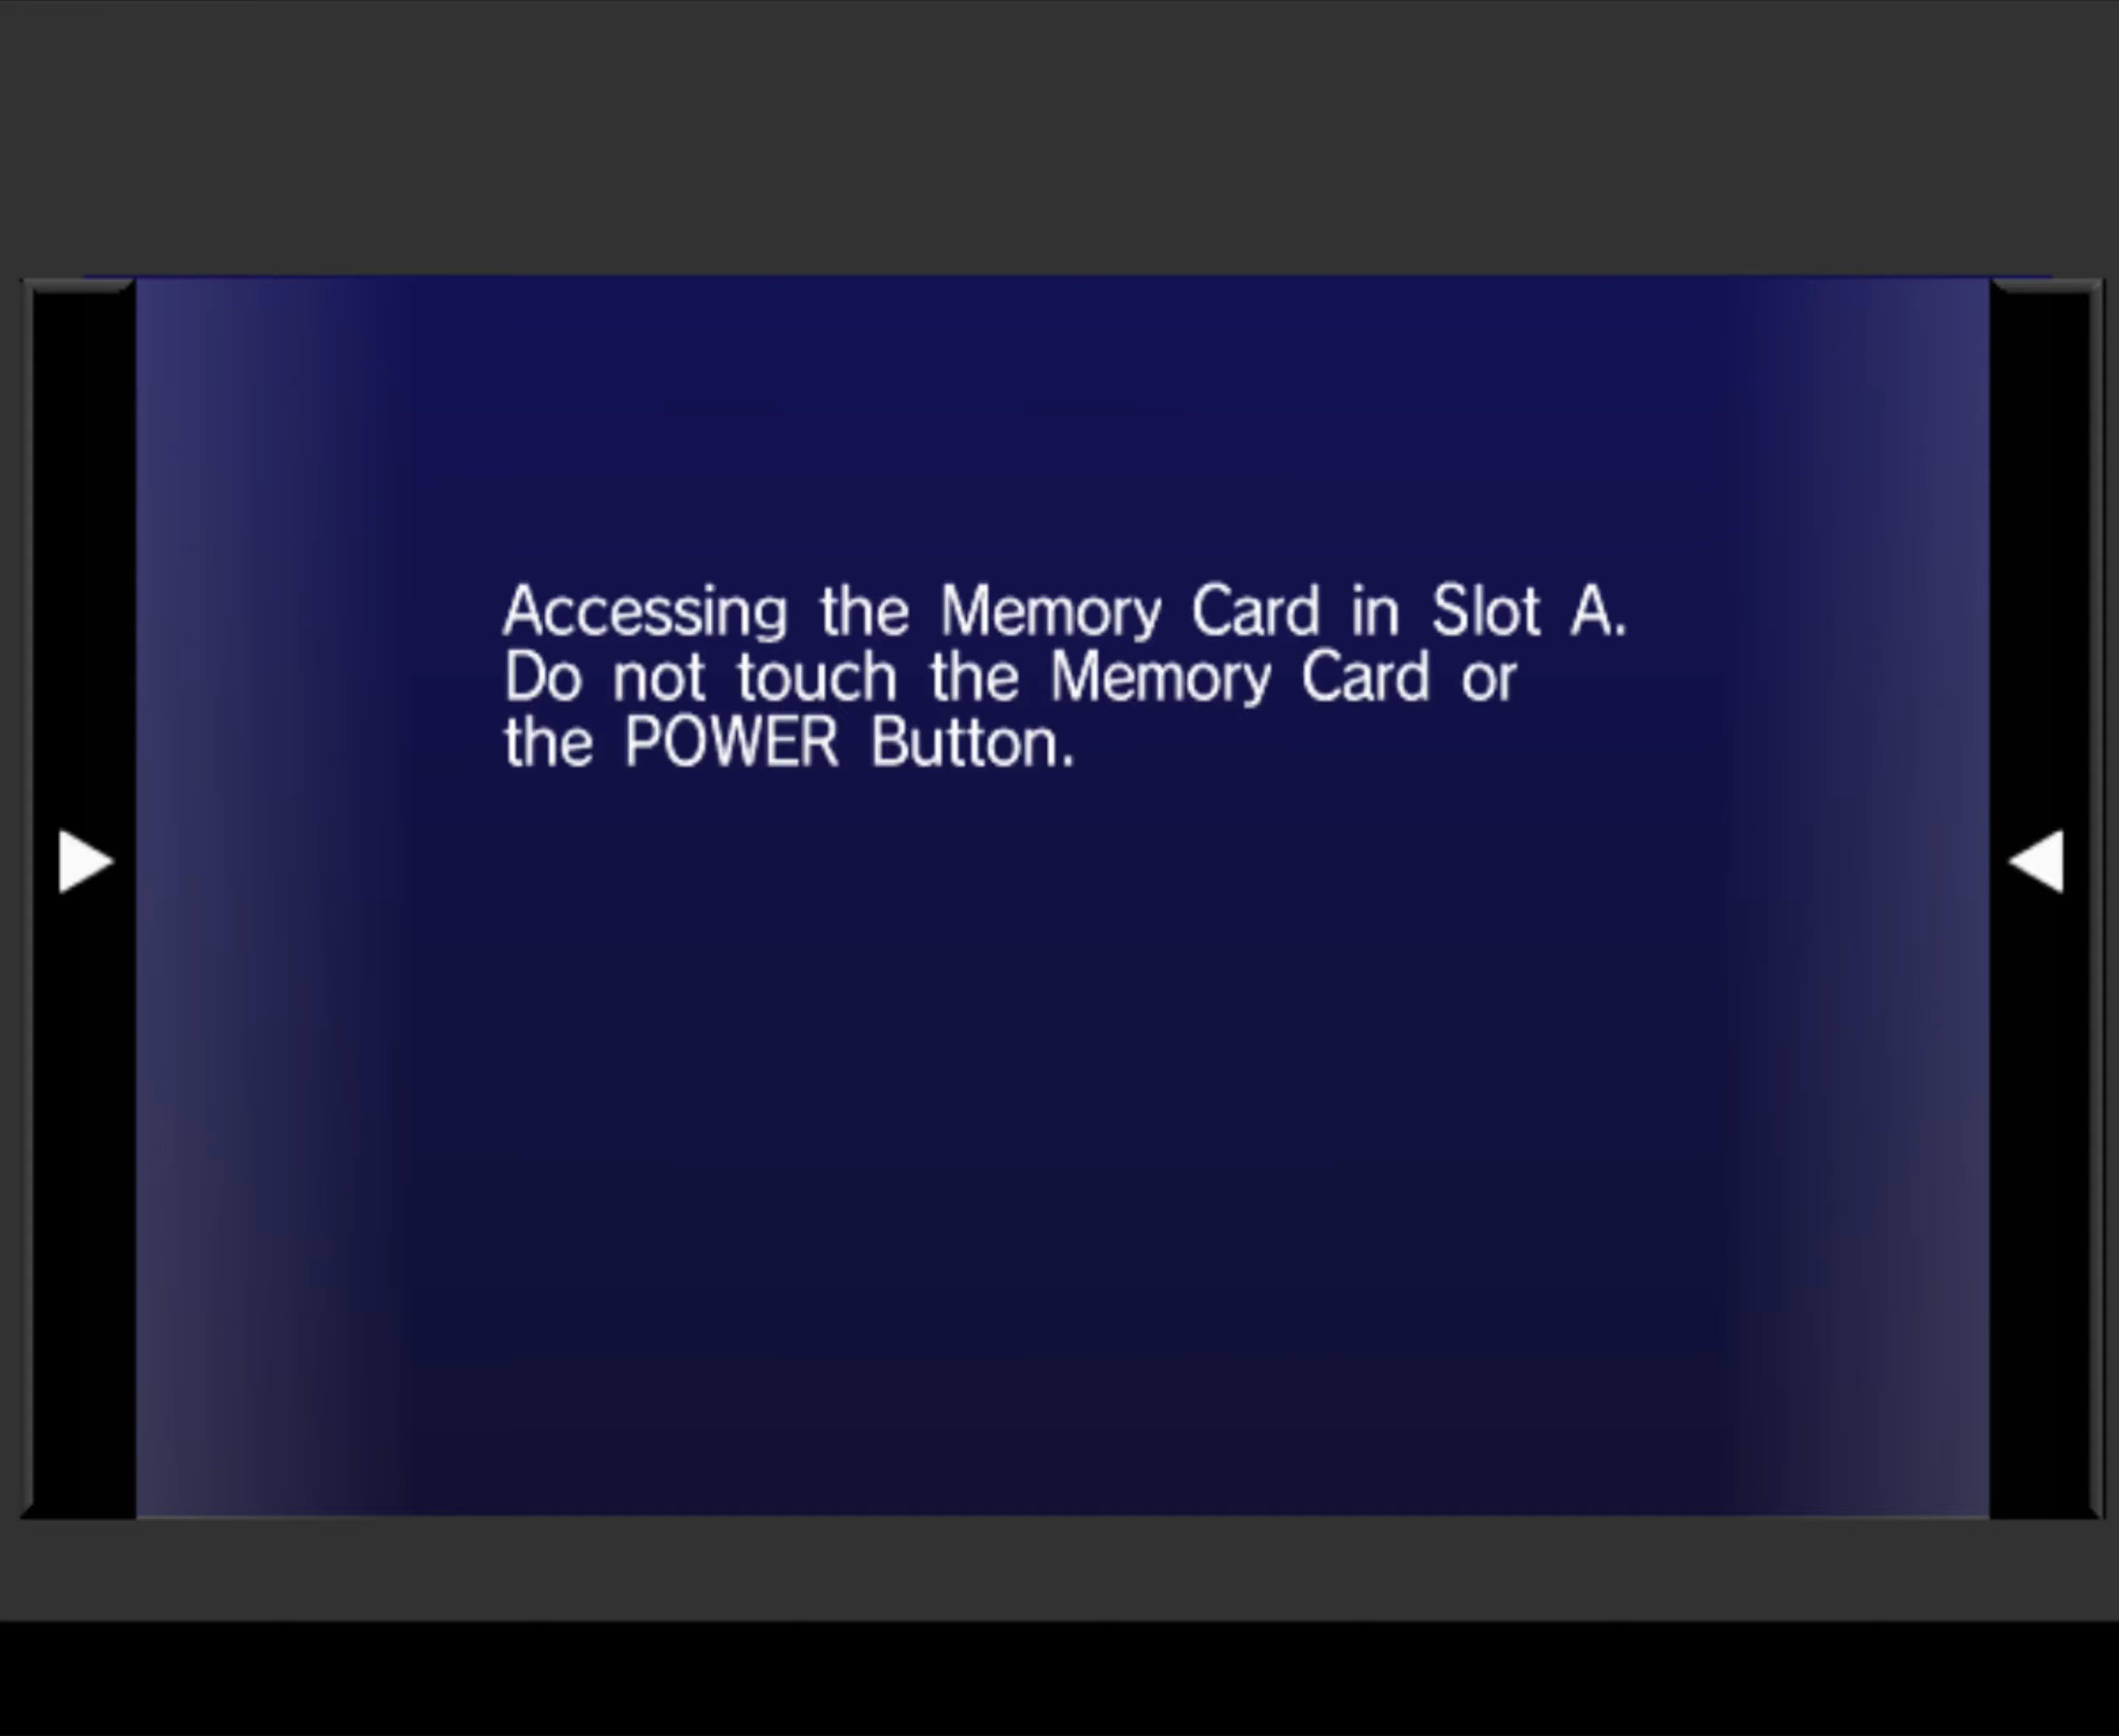 Accessing the Memory Card in Slot A.
Do not touch the Memory Card or
the POWER Button.